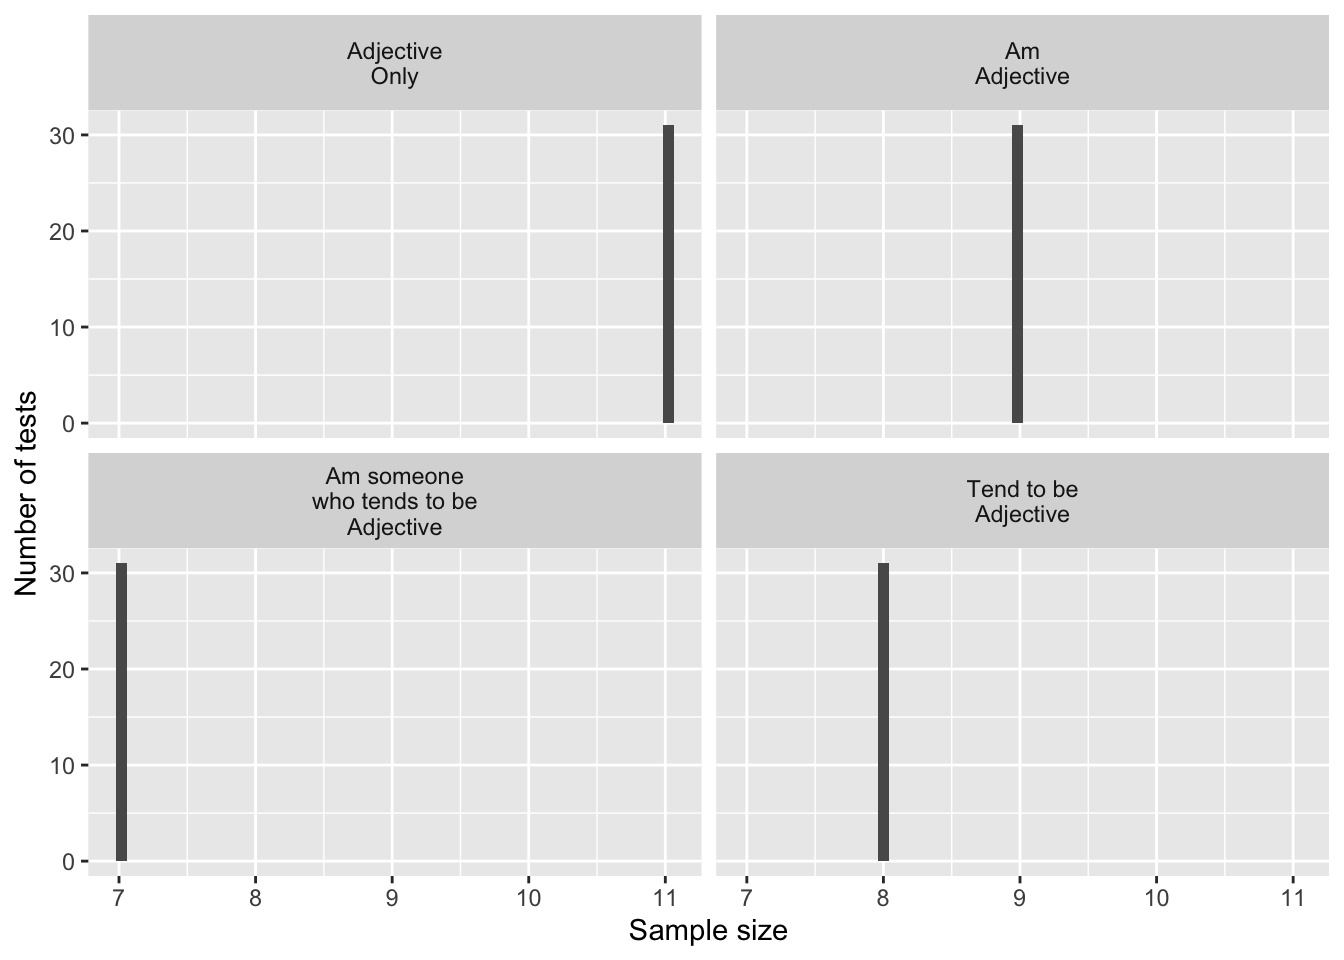 Adjective
Only
Am
Adjective
30
20
10
0
Number of tests
Am someone
who tends to be
Adjective
Tend to be
Adjective
30
20
10
0
7 8 9 10 11 7 8 9 10 11
Sample size